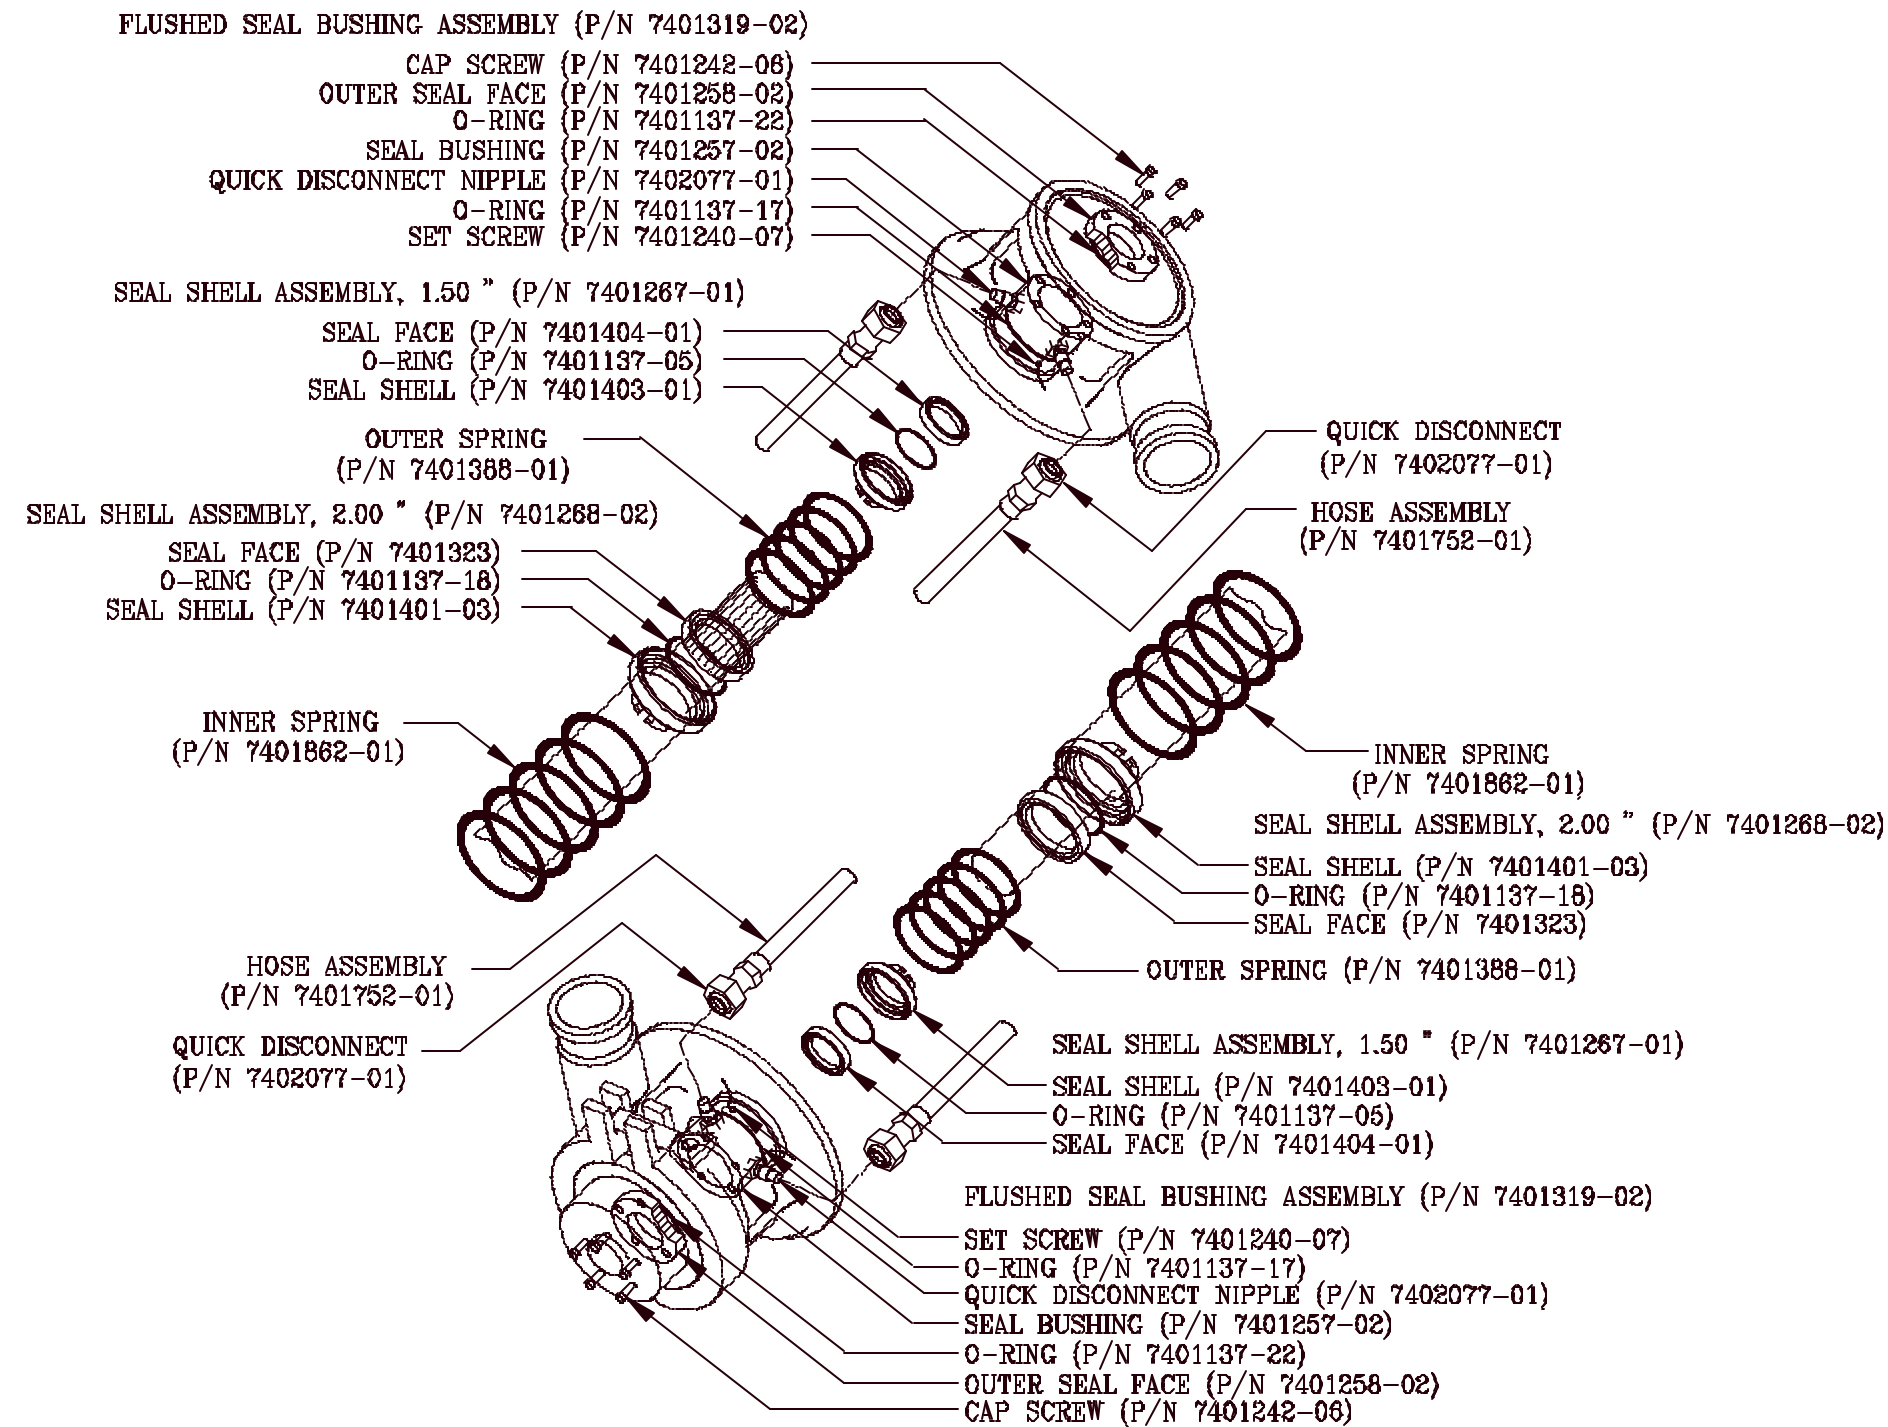 FLUSHED SEAL BUSHING ASSEMBLY (P/N 7401319-02)
CAP SCREW (P/N 7401242-06)
OUTER SEAL FACE (P/N 7401258-02)
O-RING (P/N 7401137-22)
SEAL BUSHING (P/N 7401257-02)
QUICK DISCONNECT NIPPLE (P/N 7402077-01)
O-RING (P/N 7401137-17)
SET SCREW (P/N 7401240-07)
SEAL SHELL ASSEMBLY, 1.50 " (P/N 7401267-01)
SEAL FACE (P/N 7401404-01)
O-RING (P/N 7401137-05)
SEAL SHELL (P/N 7401403-01)
OUTER SPRING
(P/N 7401388-01)
SEAL SHELL ASSEMBLY, 2.00 " (P/N 7401268-02)
SEAL FACE (P/N 7401323)
O-RING (P/N 7401137-18)
SEAL SHELL (P/N 7401401-03)
INNER SPRING
(P/N 7401862-01)
HOSE ASSEMBLY
(P/N 7401752-01)
QUICK DISCONNECT
(P/N 7402077-01)
QUICK DISCONNECT
(P/N 7402077-01)
HOSE ASSEMBLY
(P/N 7401752-01)
INNER SPRING
(P/N 7401862-01)
SEAL SHELL ASSEMBLY, 2.00 " (P/N 7401268-02)
SEAL SHELL (P/N 7401401-03)
O-RING (P/N 7401137-18)
SEAL FACE (P/N 7401323)
OUTER SPRING (P/N 7401388-01)
SEAL SHELL ASSEMBLY, 1.50 " (P/N 7401267-01)
SEAL SHELL (P/N 7401403-01)
O-RING (P/N 7401137-05)
SEAL FACE (P/N 7401404-01)
FLUSHED SEAL BUSHING ASSEMBLY (P/N 7401319-02)
SET SCREW (P/N 7401240-07)
O-RING (P/N 7401137-17)
QUICK DISCONNECT NIPPLE (P/N 7402077-01)
SEAL BUSHING (P/N 7401257-02)
O-RING (P/N 7401137-22)
OUTER SEAL FACE (P/N 7401258-02)
CAP SCREW (P/N 7401242-06)